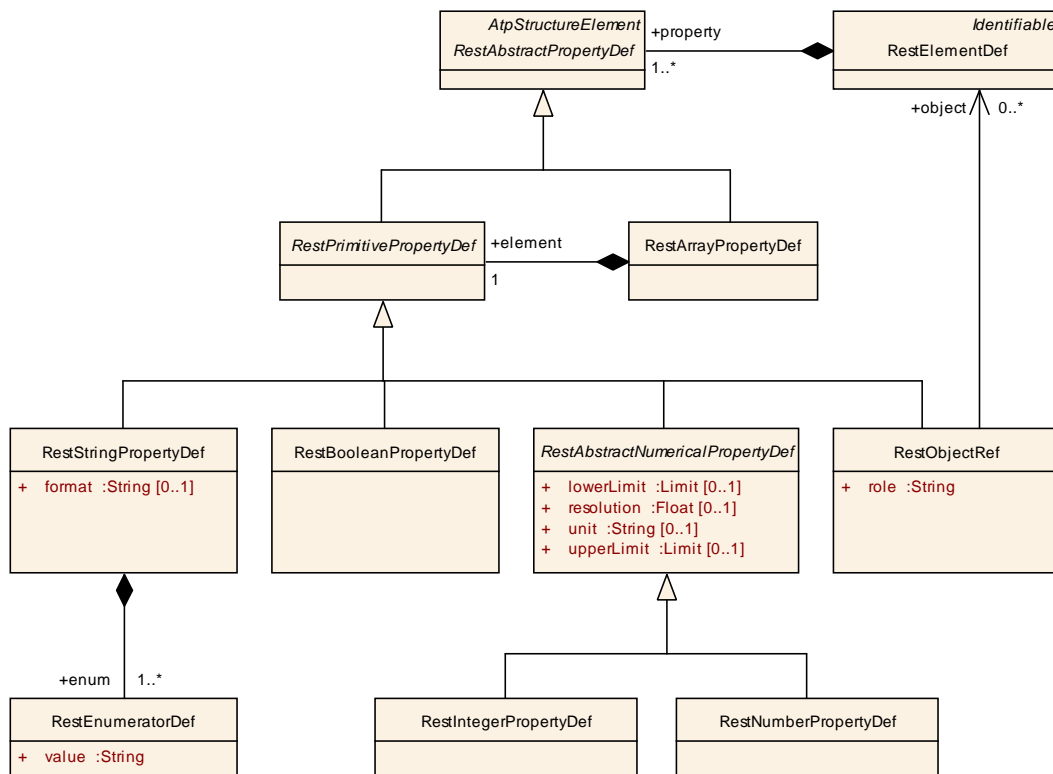 AtpStructureElement
RestAbstractPropertyDef
+property
1..*
Identifiable
RestElementDef
+object 0..*
RestPrimitivePropertyDef
+element
1
RestArrayPropertyDef
RestStringPropertyDef
+ format :String [0..1]
RestBooleanPropertyDef
RestAbstractNumericalPropertyDef
+ lowerLimit :Limit [0..1]
+ resolution :Float [0..1]
+ unit :String [0..1]
+ upperLimit :Limit [0..1]
RestObjectRef
+ role :String
+enum 1..*
RestEnumeratorDef
+ value :String
RestIntegerPropertyDef
RestNumberPropertyDef